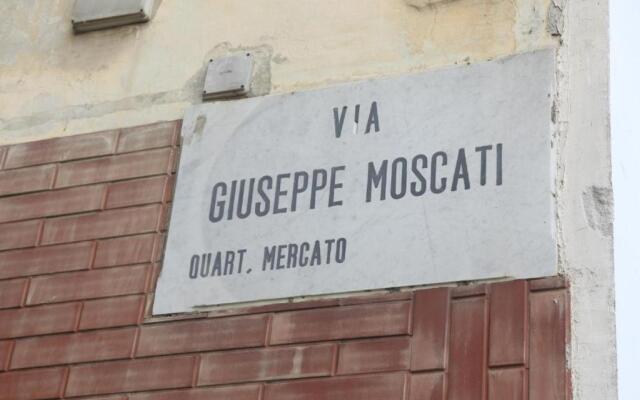 VIA
GIUSEPPE MOSCATI
QUART. MERCATO